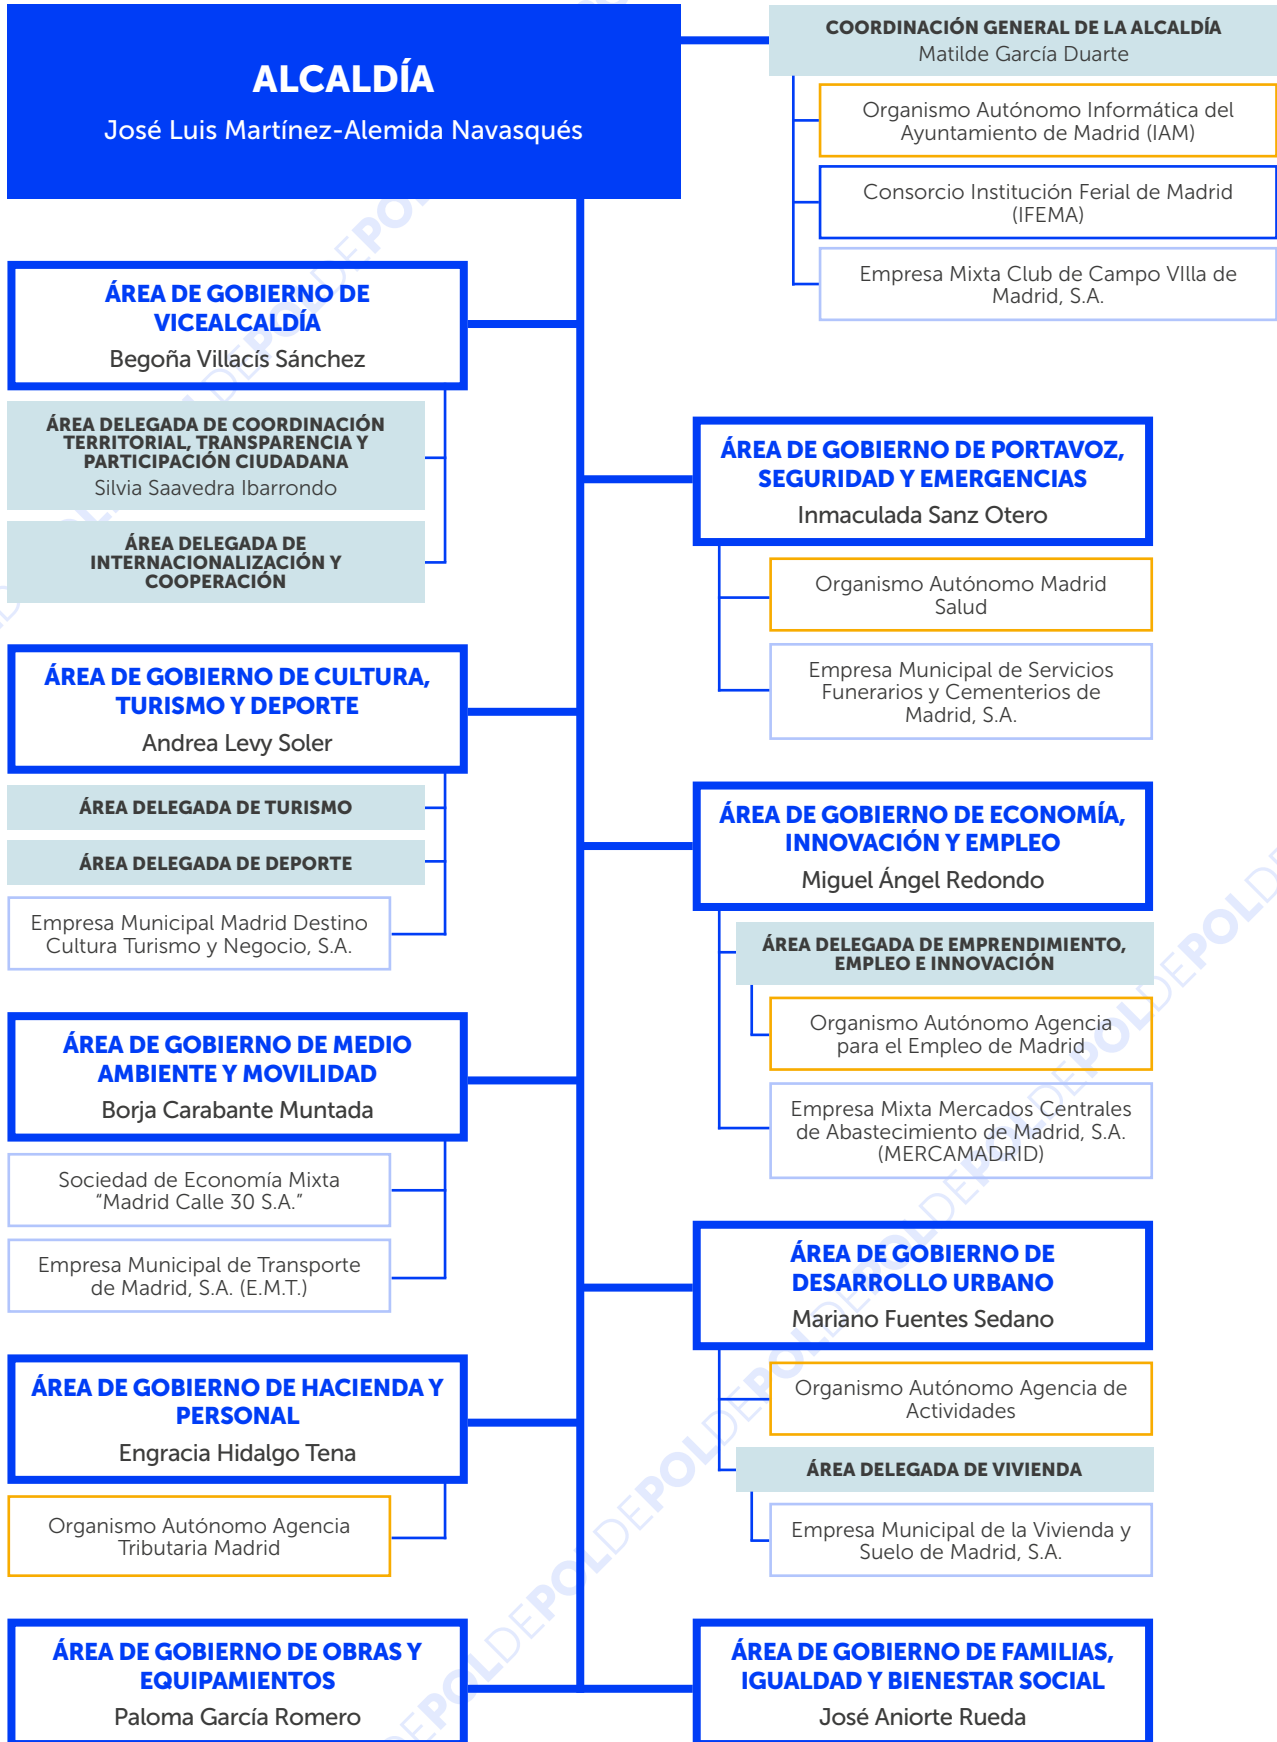 ALCALDÍA
José Luis Martínez-Alemida Navasqués
COORDINACIÓN GENERAL DE LA ALCALDÍA
Matilde García Duarte
Organismo Autónomo Informática del
Ayuntamiento de Madrid (IAM)
Consorcio Institución Ferial de Madrid
(IFEMA)
Empresa Mixta Club de Campo VIlla de
Madrid, S.A.
ÁREA DE GOBIERNO DE
VICEALCALDÍA
Begoña Villacís Sánchez
ÁREA DELEGADA DE COORDINACIÓN
TERRITORIAL, TRANSPARENCIA Y
PARTICIPACIÓN CIUDADANA
Silvia Saavedra Ibarrondo
ÁREA DELEGADA DE
INTERNACIONALIZACIÓN Y
COOPERACIÓN
ÁREA DE GOBIERNO DE PORTAVOZ,
SEGURIDAD Y EMERGENCIAS
Inmaculada Sanz Otero
Organismo Autónomo Madrid
Salud
Empresa Municipal de Servicios
Funerarios y Cementerios de
Madrid, S.A.
ÁREA DE GOBIERNO DE CULTURA,
TURISMO Y DEPORTE
Andrea Levy Soler
ÁREA DELEGADA DE TURISMO
ÁREA DELEGADA DE DEPORTE
Empresa Municipal Madrid Destino
Cultura Turismo y Negocio, S.A.
ÁREA DE GOBIERNO DE ECONOMÍA,
INNOVACIÓN Y EMPLEO
Miguel Ángel Redondo
ÁREA DELEGADA DE EMPRENDIMIENTO,
EMPLEO E INNOVACIÓN
Organismo Autónomo Agencia
para el Empleo de Madrid
Empresa Mixta Mercados Centrales
de Abastecimiento de Madrid, S.A.
(MERCAMADRID)
ÁREA DE GOBIERNO DE MEDIO
AMBIENTE Y MOVILIDAD
Borja Carabante Muntada
Sociedad de Economía Mixta
“Madrid Calle 30 S.A.”
Empresa Municipal de Transporte
de Madrid, S.A. (E.M.T.)
ÁREA DE GOBIERNO DE
DESARROLLO URBANO
Mariano Fuentes Sedano
Organismo Autónomo Agencia de
Actividades
ÁREA DELEGADA DE VIVIENDA
Empresa Municipal de la Vivienda y
Suelo de Madrid, S.A.
ÁREA DE GOBIERNO DE HACIENDA Y
PERSONAL
Engracia Hidalgo Tena
Organismo Autónomo Agencia
Tributaria Madrid
ÁREA DE GOBIERNO DE OBRAS Y
EQUIPAMIENTOS
Paloma García Romero
ÁREA DE GOBIERNO DE FAMILIAS,
IGUALDAD Y BIENESTAR SOCIAL
José Aniorte Rueda